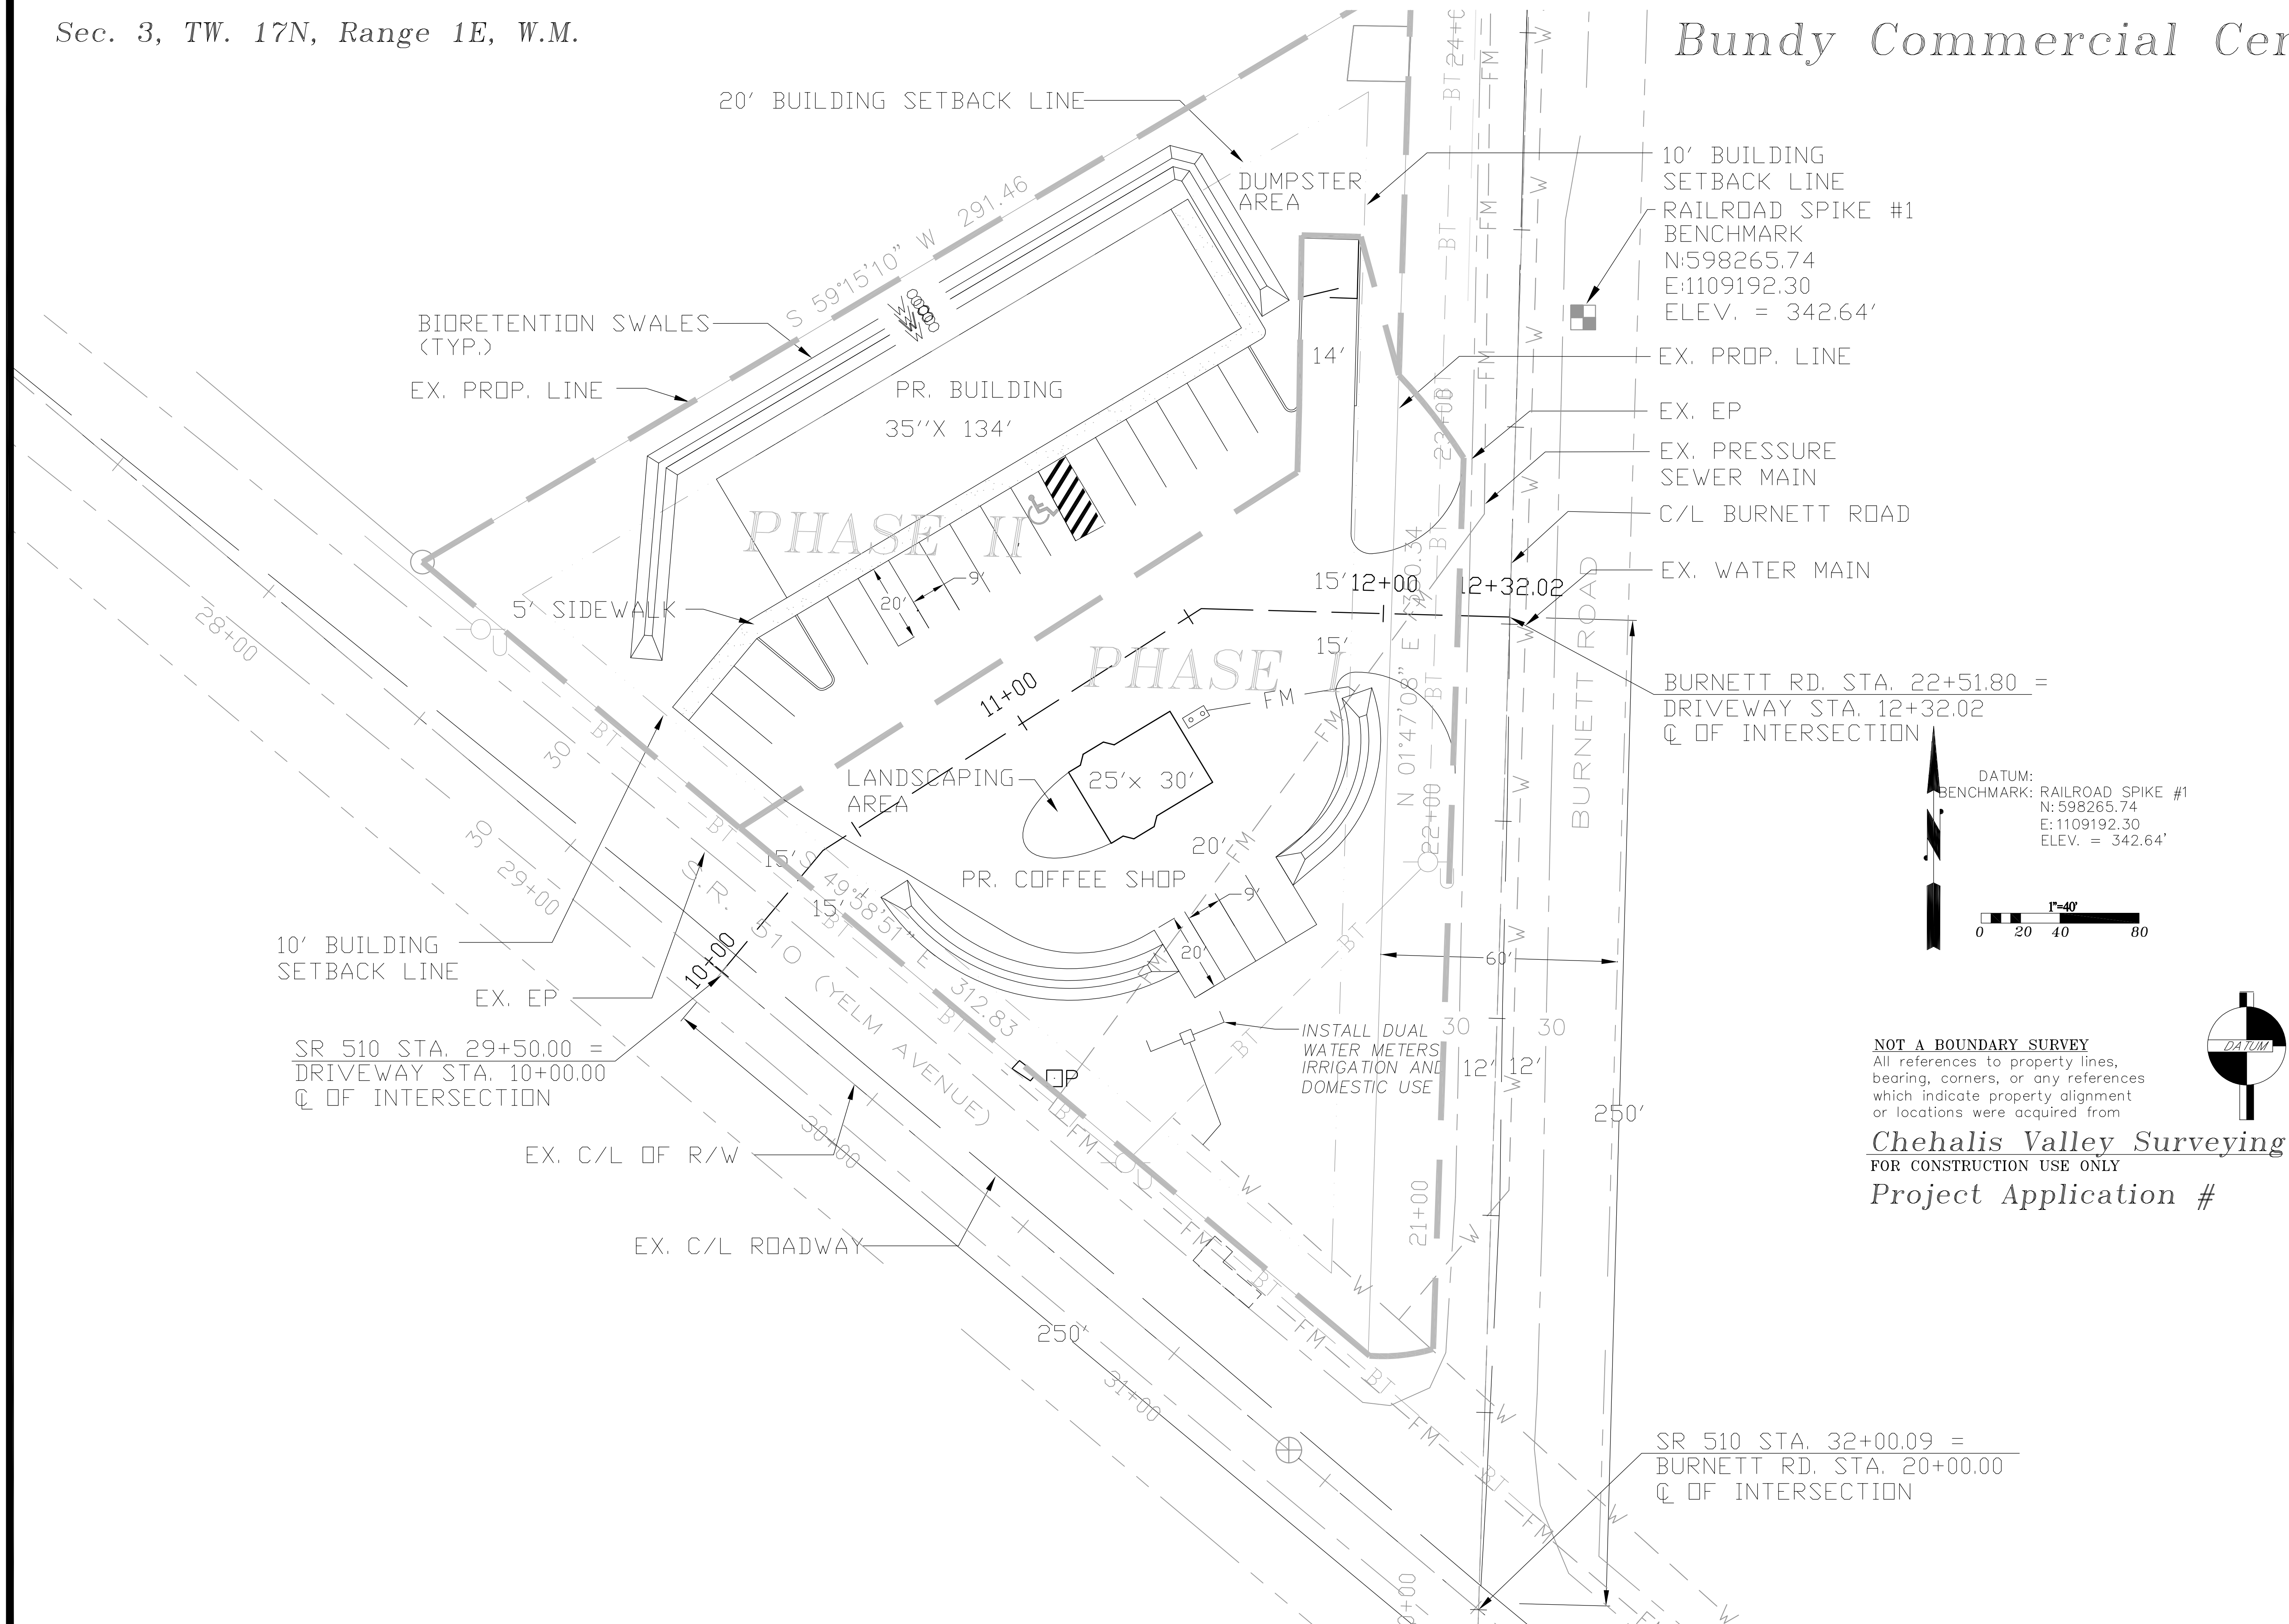 Sec. 3, TW. 17N, Range 1E, W.M.
Bundy Commercial Cer
20' BUILDING SETBACK LINE
DUMPSTER
AREA
10' BUILDING
SETBACK LINE
RAILROAD SPIKE #1
BENCHMARK
N:598265.74
E:1109192.30
ELEV. = 342.64'
S 59°15'10" W 291.46
BIORETENTION SWALES
(TYP.)
EX. PROP. LINE
PR. BUILDING
35''X 134'
14'
EX. PROP. LINE
EX. EP
EX. PRESSURE
SEWER MAIN
C/L BURNETT ROAD
EX. WATER MAIN
PHASE II
5' SIDEWALK
20'
9'
15'
12+00
12+32.02
15'
PHASE I
11+00
FM
BURNETT ROAD
BURNETT RD. STA. 22+51.80 =
DRIVEWAY STA. 12+32.02
℄ OF INTERSECTION
LANDSCAPING
AREA
25'x 30'
PR. COFFEE SHOP
20'
9'
20'
15'
15'
10+00
28+00
29+00
30+00
31+00
30
30
21+00
22+00
23+00
24+0
BT
FM
W
S 49°58'51" E 312.83
S.R. 510 (YELM AVENUE)
DATUM:
BENCHMARK: RAILROAD SPIKE #1
N: 598265.74
E: 1109192.30
ELEV. = 342.64'
1"=40'
0 20 40 80
10' BUILDING
SETBACK LINE
EX. EP
SR 510 STA. 29+50.00 =
DRIVEWAY STA. 10+00.00
℄ OF INTERSECTION
60'
30 30
12' 12'
INSTALL DUAL
WATER METERS
IRRIGATION AND
DOMESTIC USE
OP
250'
EX. C/L OF R/W
EX. C/L ROADWAY
250'
NOT A BOUNDARY SURVEY
All references to property lines,
bearing, corners, or any references
which indicate property alignment
or locations were acquired from
Chehalis Valley Surveying
FOR CONSTRUCTION USE ONLY
Project Application #
DATUM
SR 510 STA. 32+00.09 =
BURNETT RD. STA. 20+00.00
℄ OF INTERSECTION